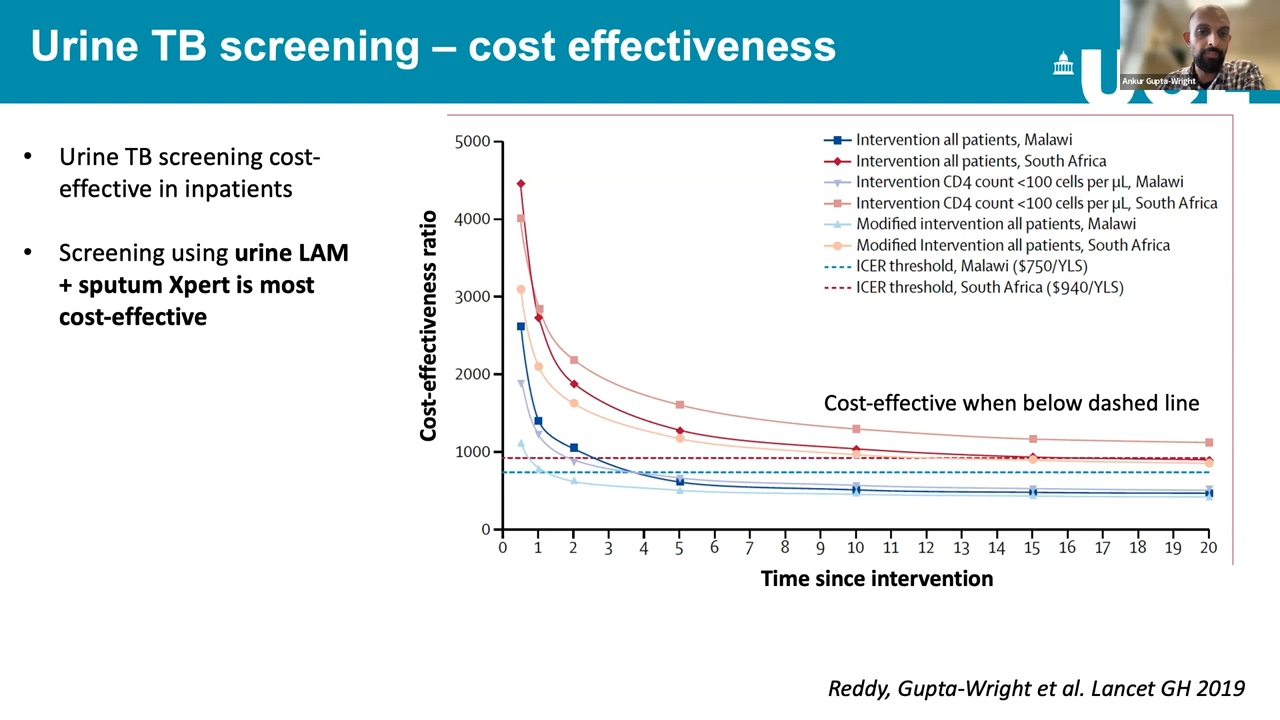 Urine TB screening – cost effectiveness
Ankur Gupta-Wright
• Urine TB screening cost-
effective in inpatients
• Screening using urine LAM
+ sputum Xpert is most
cost-effective
Cost-effectiveness ratio
5000
4000
3000
2000
1000
0
Intervention all patients, Malawi
Intervention all patients, South Africa
Intervention CD4 count <100 cells per µL, Malawi
Intervention CD4 count <100 cells per µL, South Africa
Modified intervention all patients, Malawi
Modified Intervention all patients, South Africa
ICER threshold, Malawi ($750/YLS)
ICER threshold, South Africa ($940/YLS)
Cost-effective when below dashed line
0 1 2 3 4 5 6 7 8 9 10 11 12 13 14 15 16 17 18 19 20
Time since intervention
Reddy, Gupta-Wright et al. Lancet GH 2019